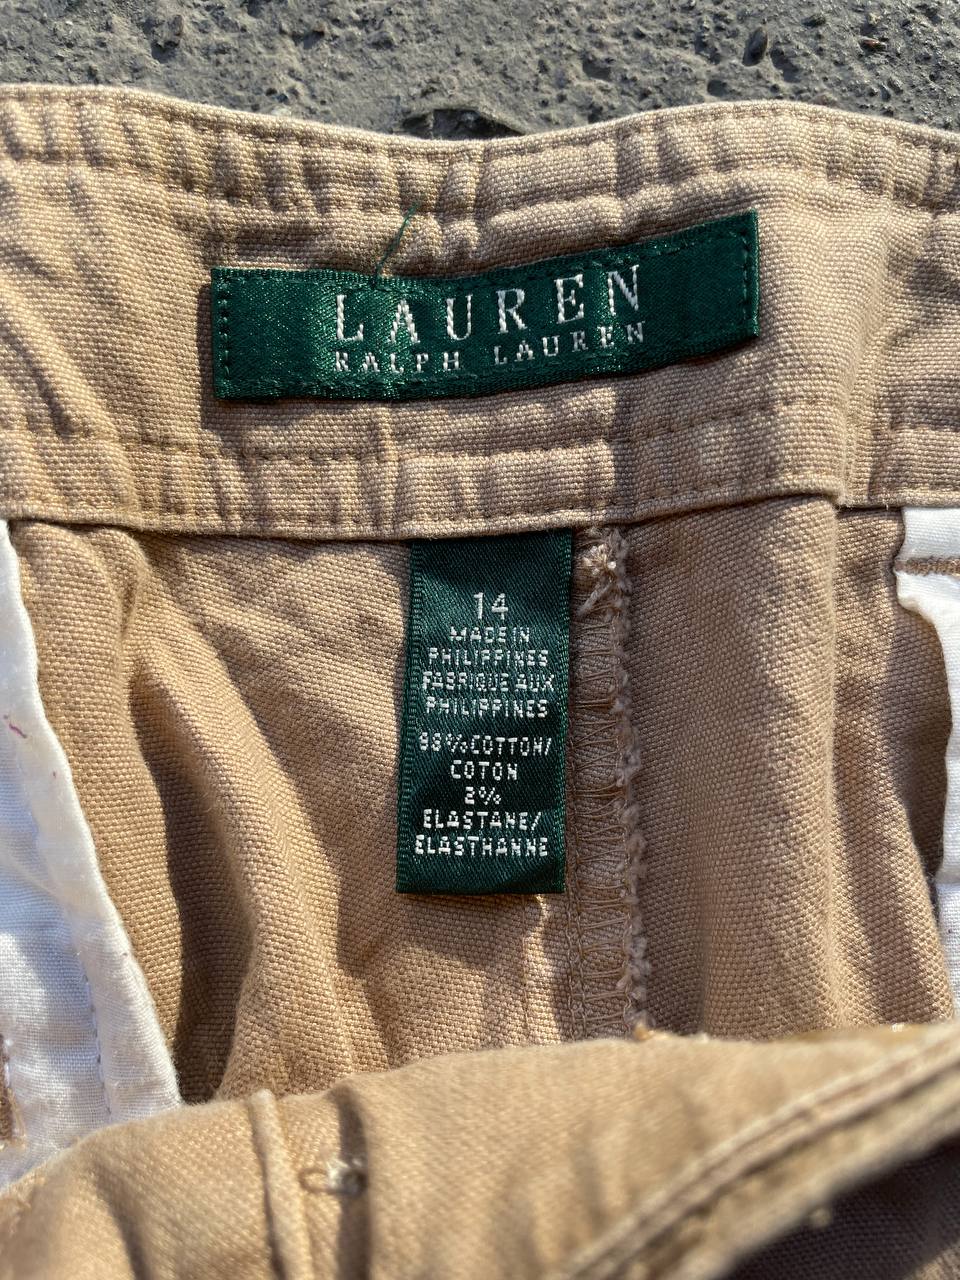 LAUREN
RALPH LAUREN
14
MADE IN
PHILIPPINES
FABRIQUE AUX
PHILIPPINES
98% COTTON/
COTON
2%
ELASTANE/
ELASTHANNE